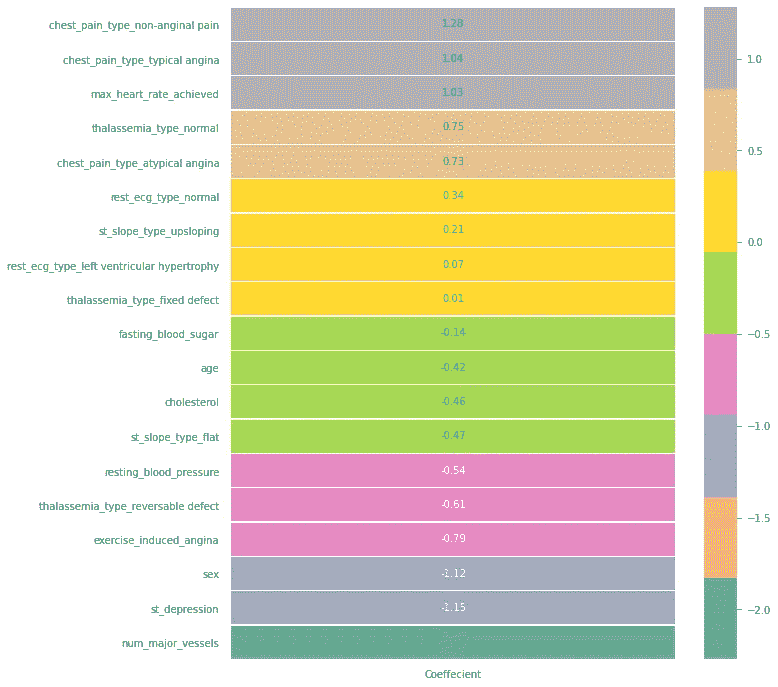 chest_pain_type_non-anginal pain 1.28
chest_pain_type_typical angina 1.04
max_heart_rate_achieved 1.03
thalassemia_type_normal 0.75
chest_pain_type_atypical angina 0.73
rest_ecg_type_normal 0.34
st_slope_type_upsloping 0.21
rest_ecg_type_left ventricular hypertrophy 0.07
thalassemia_type_fixed defect 0.01
fasting_blood_sugar -0.14
age -0.42
cholesterol -0.46
st_slope_type_flat -0.47
resting_blood_pressure -0.54
thalassemia_type_reversable defect -0.61
exercise_induced_angina -0.79
sex -1.12
st_depression -1.15
num_major_vessels
Coeffecient
1.0
0.5
0.0
−0.5
−1.0
−1.5
−2.0